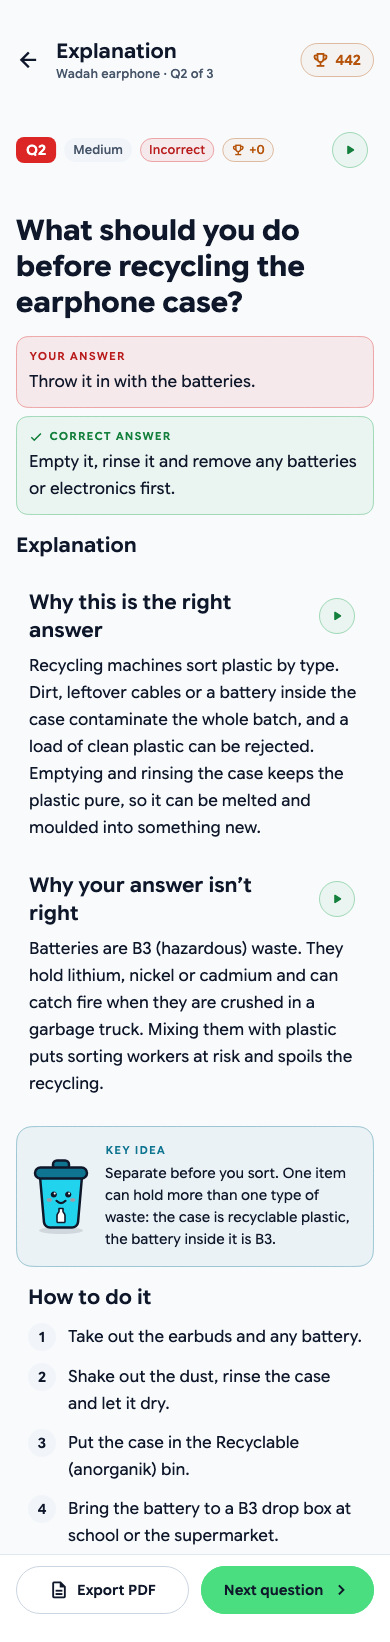 Explanation
Wadah earphone · Q2 of 3
442
Q2
Medium
Incorrect
+0
What should you do
before recycling the
earphone case?
YOUR ANSWER
Throw it in with the batteries.
CORRECT ANSWER
Empty it, rinse it and remove any batteries
or electronics first.
Explanation
Why this is the right
answer
Recycling machines sort plastic by type.
Dirt, leftover cables or a battery inside the
case contaminate the whole batch, and a
load of clean plastic can be rejected.
Emptying and rinsing the case keeps the
plastic pure, so it can be melted and
moulded into something new.
Why your answer isn’t
right
Batteries are B3 (hazardous) waste. They
hold lithium, nickel or cadmium and can
catch fire when they are crushed in a
garbage truck. Mixing them with plastic
puts sorting workers at risk and spoils the
recycling.
KEY IDEA
Separate before you sort. One item
can hold more than one type of
waste: the case is recyclable plastic,
the battery inside it is B3.
How to do it
1 Take out the earbuds and any battery.
2 Shake out the dust, rinse the case
and let it dry.
3 Put the case in the Recyclable
(anorganik) bin.
4 Bring the battery to a B3 drop box at
school or the supermarket.
Export PDF
Next question